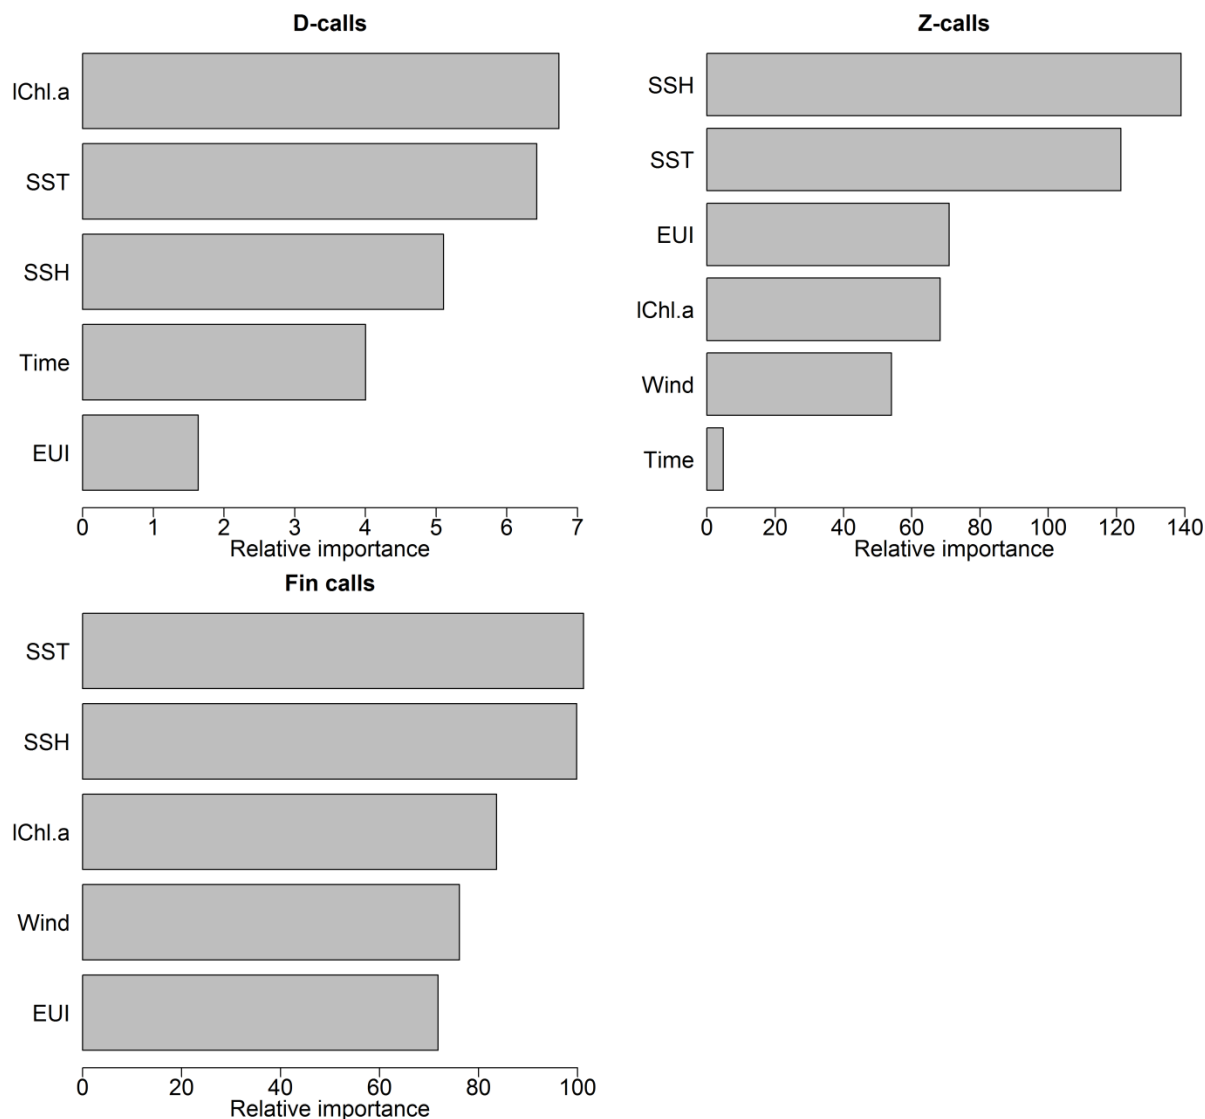 D-calls
lChl.a
SST
SSH
Time
EUI
0 1 2 3 4 5 6 7
Relative importance
Z-calls
SSH
SST
EUI
lChl.a
Wind
Time
0 20 40 60 80 100 120 140
Relative importance
Fin calls
SST
SSH
lChl.a
Wind
EUI
0 20 40 60 80 100
Relative importance